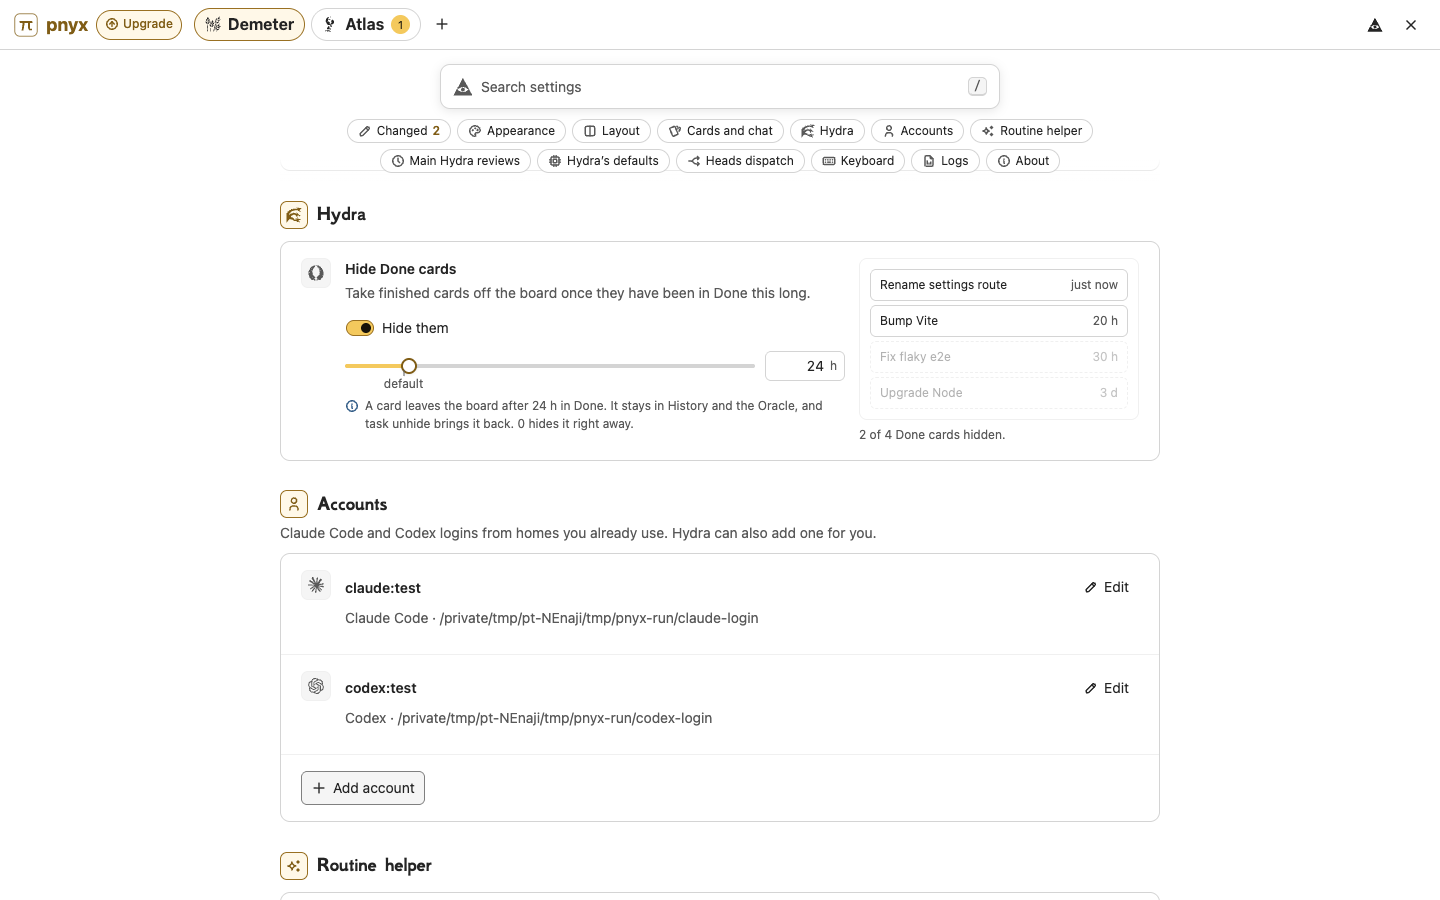 π pnyx Upgrade Demeter Atlas 1
Search settings /
Changed 2 Appearance Layout Cards and chat Hydra Accounts Routine helper
Main Hydra reviews Hydra's defaults Heads dispatch Keyboard Logs About
Hydra
Hide Done cards
Take finished cards off the board once they have been in Done this long.
Hide them
24 h
default
A card leaves the board after 24 h in Done. It stays in History and the Oracle, and
task unhide brings it back. 0 hides it right away.
Rename settings route just now
Bump Vite 20 h
Fix flaky e2e 30 h
Upgrade Node 3 d
2 of 4 Done cards hidden.
Accounts
Claude Code and Codex logins from homes you already use. Hydra can also add one for you.
claude:test Edit
Claude Code · /private/tmp/pt-NEnaji/tmp/pnyx-run/claude-login
codex:test Edit
Codex · /private/tmp/pt-NEnaji/tmp/pnyx-run/codex-login
Add account
Routine helper